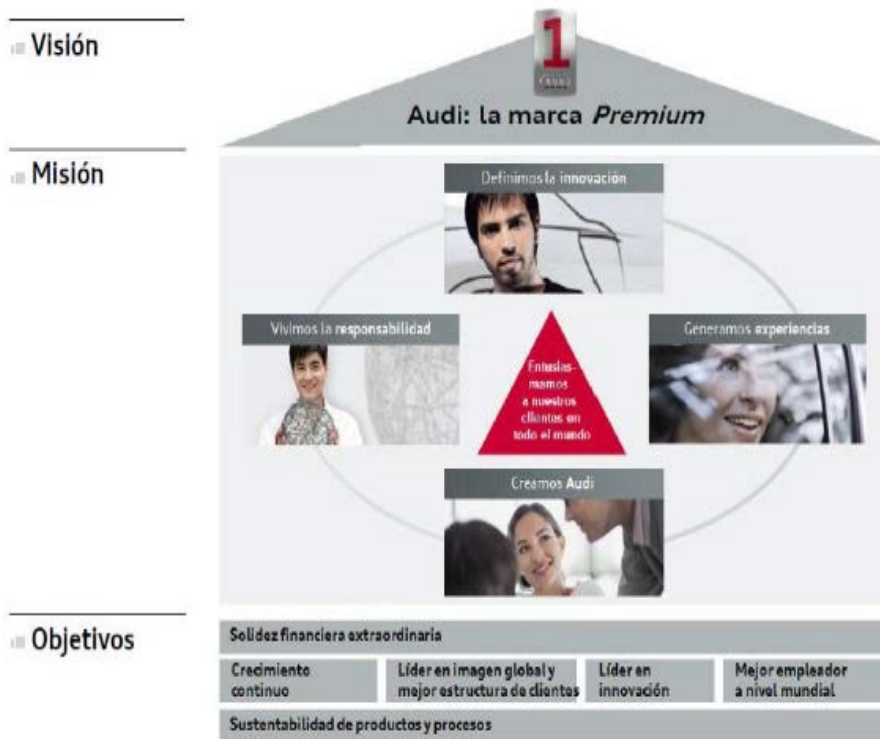 Visión
1
Audi: la marca Premium
Misión
Definimos la innovación
Vivimos la responsabilidad
Generamos experiencias
Entusias-
mamos
a nuestros
clientes en
todo el mundo
Creamos Audi
Objetivos
Solidez financiera extraordinaria
Crecimiento
continuo
Líder en imagen global y
mejor estructura de clientes
Líder en
innovación
Mejor empleador
a nivel mundial
Sustentabilidad de productos y procesos